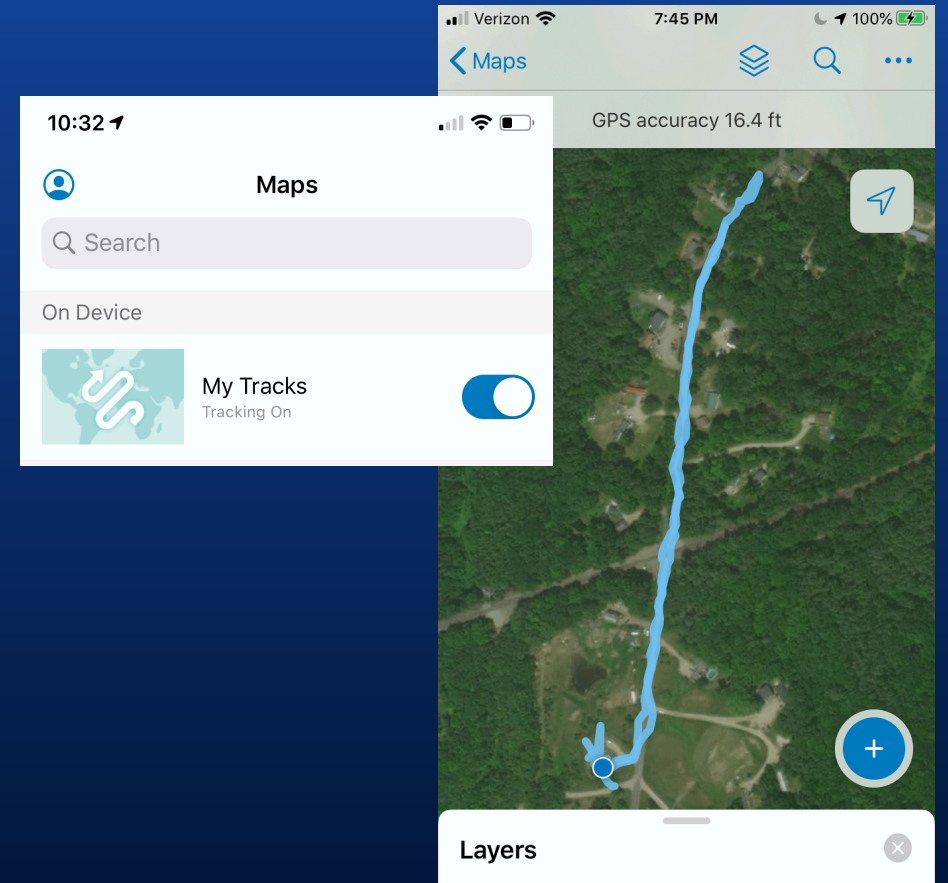 Verizon 7:45 PM 100%
Maps
GPS accuracy 16.4 ft
10:32
Maps
Search
On Device
My Tracks
Tracking On
Layers